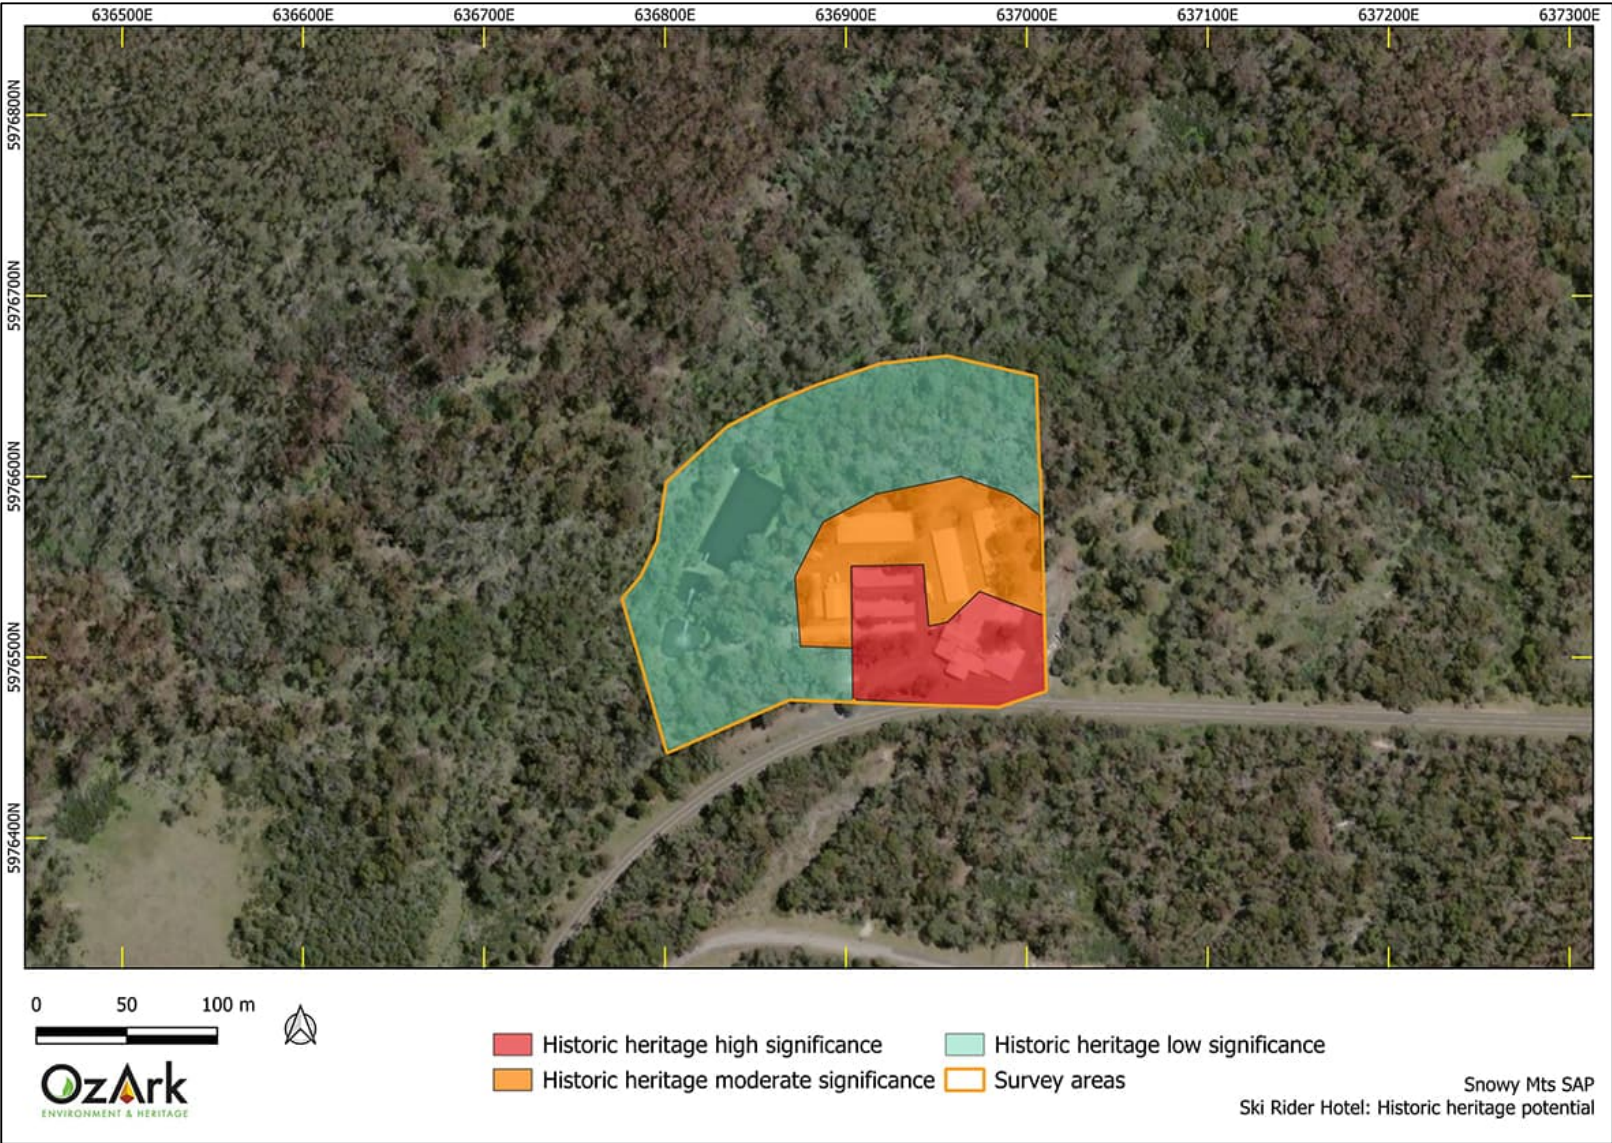 636500E 636600E 636700E 636800E 636900E 637000E 637100E 637200E 637300E
5976800N
5976700N
5976600N
5976500N
5976400N
0 50 100 m
Historic heritage high significance
Historic heritage low significance
Historic heritage moderate significance
Survey areas
OzArk
ENVIRONMENT & HERITAGE
Snowy Mts SAP
Ski Rider Hotel: Historic heritage potential